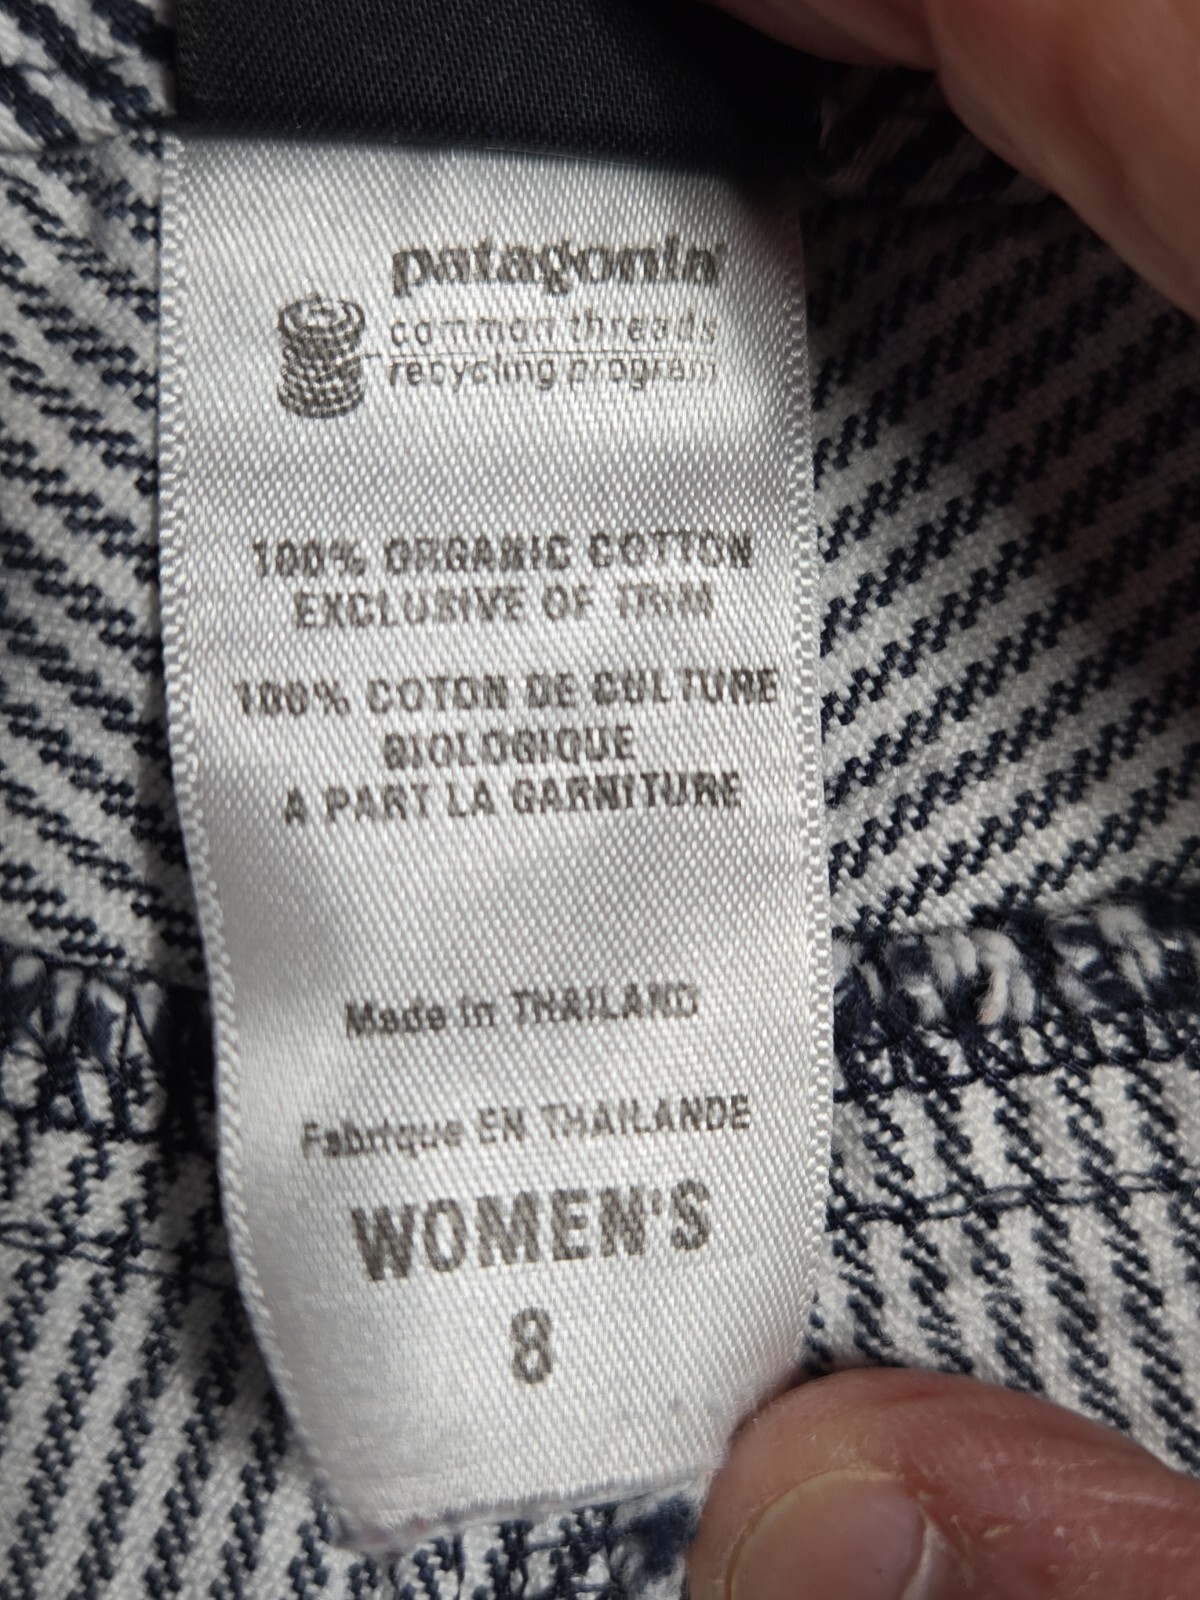 patagonia®
common threads
recycling program
100% ORGANIC COTTON
EXCLUSIVE OF TRIM
100% COTON DE CULTURE
BIOLOGIQUE
A PART LA GARNITURE
Made in THAILAND
Fabrique EN THAILANDE
WOMEN'S
8